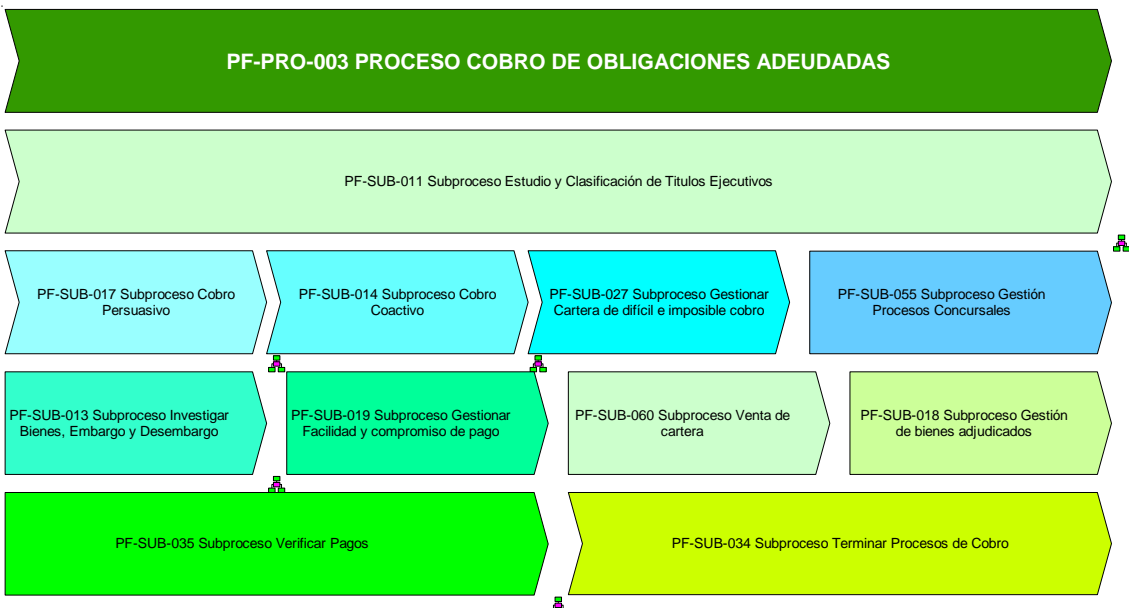 PF-PRO-003 PROCESO COBRO DE OBLIGACIONES ADEUDADAS
PF-SUB-011 Subproceso Estudio y Clasificación de Titulos Ejecutivos
PF-SUB-017 Subproceso Cobro
Persuasivo
PF-SUB-014 Subproceso Cobro
Coactivo
PF-SUB-027 Subproceso Gestionar
Cartera de difícil e imposible cobro
PF-SUB-055 Subproceso Gestión
Procesos Concursales
PF-SUB-013 Subproceso Investigar
Bienes, Embargo y Desembargo
PF-SUB-019 Subproceso Gestionar
Facilidad y compromiso de pago
PF-SUB-060 Subproceso Venta de
cartera
PF-SUB-018 Subproceso Gestión
de bienes adjudicados
PF-SUB-035 Subproceso Verificar Pagos
PF-SUB-034 Subproceso Terminar Procesos de Cobro